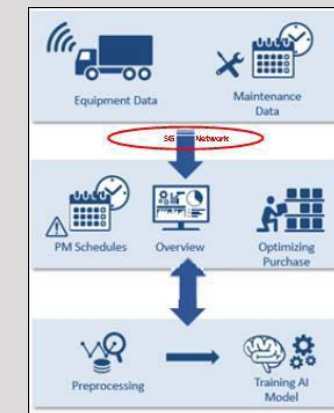 Equipment Data
Maintenance
Data
5G Network
PM Schedules
Overview
Optimizing
Purchase
Preprocessing
Training AI
Model